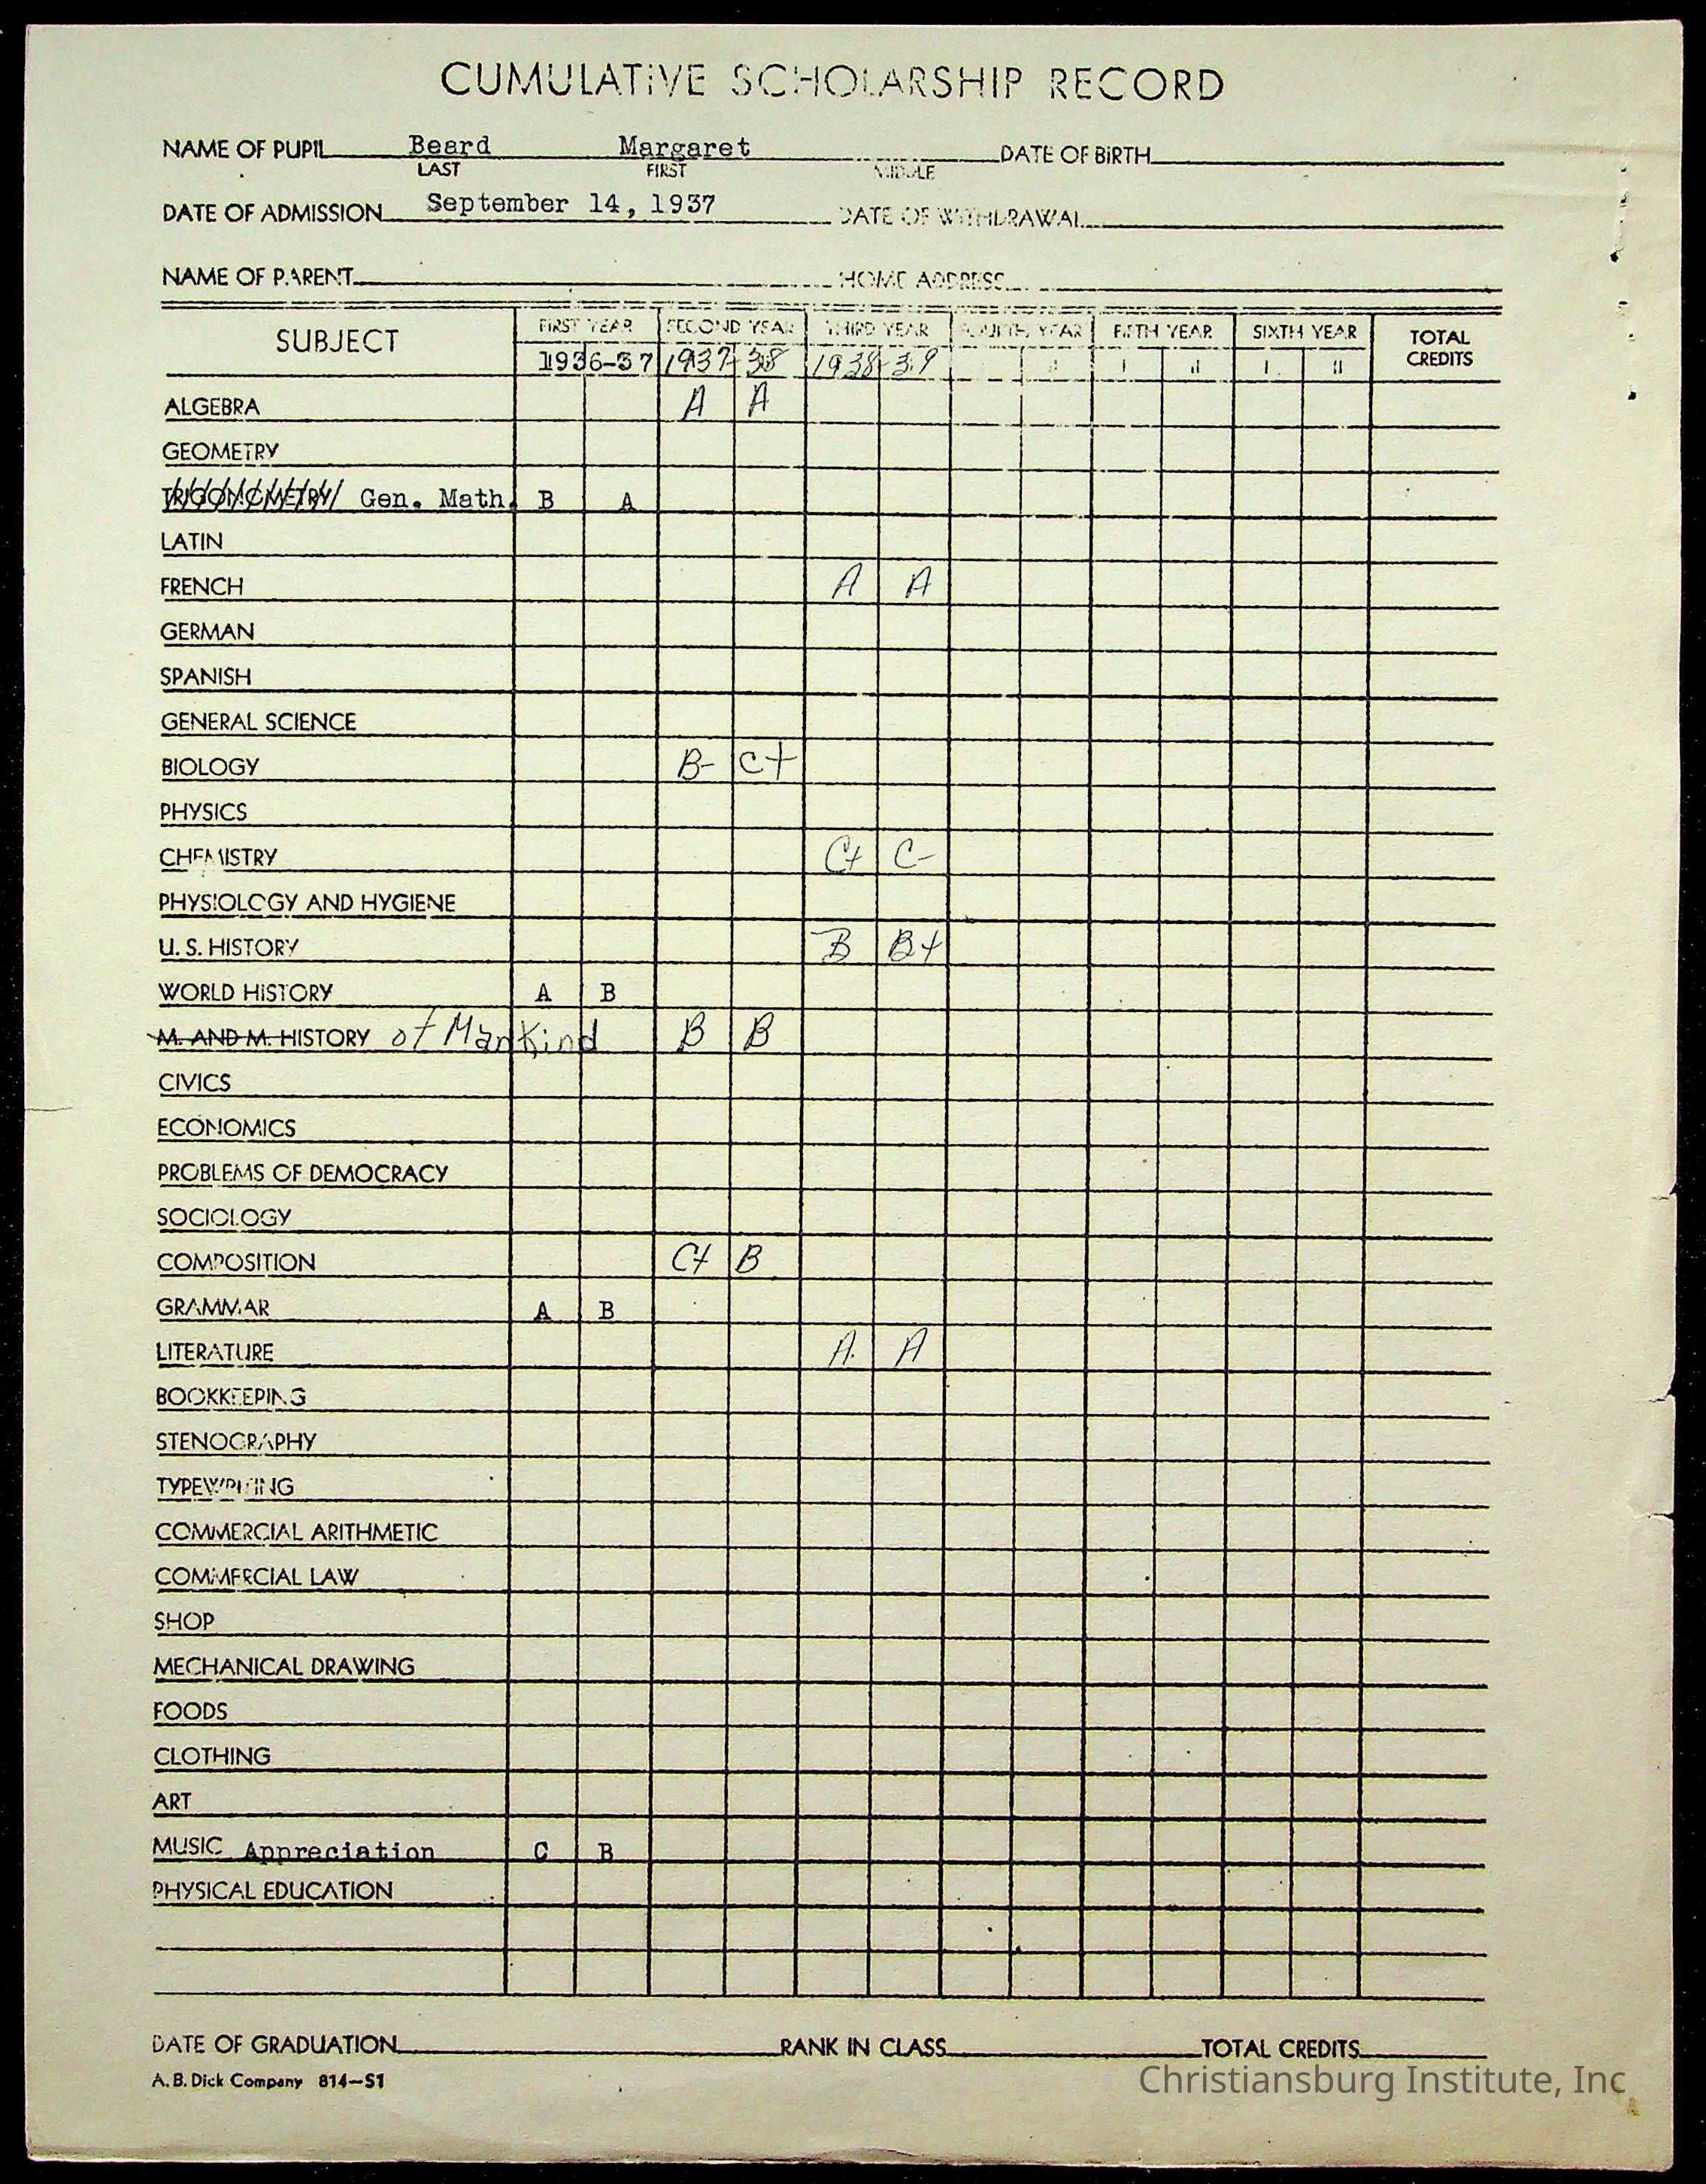 CUMULATIVE SCHOLARSHIP RECORD
NAME OF PUPIL Beard Margaret DATE OF BIRTH
LAST FIRST MIDDLE
DATE OF ADMISSION September 14, 1937 DATE OF WITHDRAWAL
NAME OF PARENT HOME ADDRESS
SUBJECT FIRST YEAR SECOND YEAR THIRD YEAR FOURTH YEAR FIFTH YEAR SIXTH YEAR TOTAL CREDITS
1936-37 1937-38 1938-39 I II I II I II
ALGEBRA A A
GEOMETRY
TRIGONOMETRY Gen. Math. B A
LATIN
FRENCH A A
GERMAN
SPANISH
GENERAL SCIENCE
BIOLOGY B- C+
PHYSICS
CHEMISTRY C+ C-
PHYSIOLOGY AND HYGIENE
U. S. HISTORY B B+
WORLD HISTORY A B
M. AND M. HISTORY of Mankind B B
CIVICS
ECONOMICS
PROBLEMS OF DEMOCRACY
SOCIOLOGY
COMPOSITION C+ B
GRAMMAR A B
LITERATURE A A
BOOKKEEPING
STENOGRAPHY
TYPEWRITING
COMMERCIAL ARITHMETIC
COMMERCIAL LAW
SHOP
MECHANICAL DRAWING
FOODS
CLOTHING
ART
MUSIC Appreciation C B
PHYSICAL EDUCATION
DATE OF GRADUATION RANK IN CLASS TOTAL CREDITS
A. B. Dick Company 814-S1
Christiansburg Institute, Inc